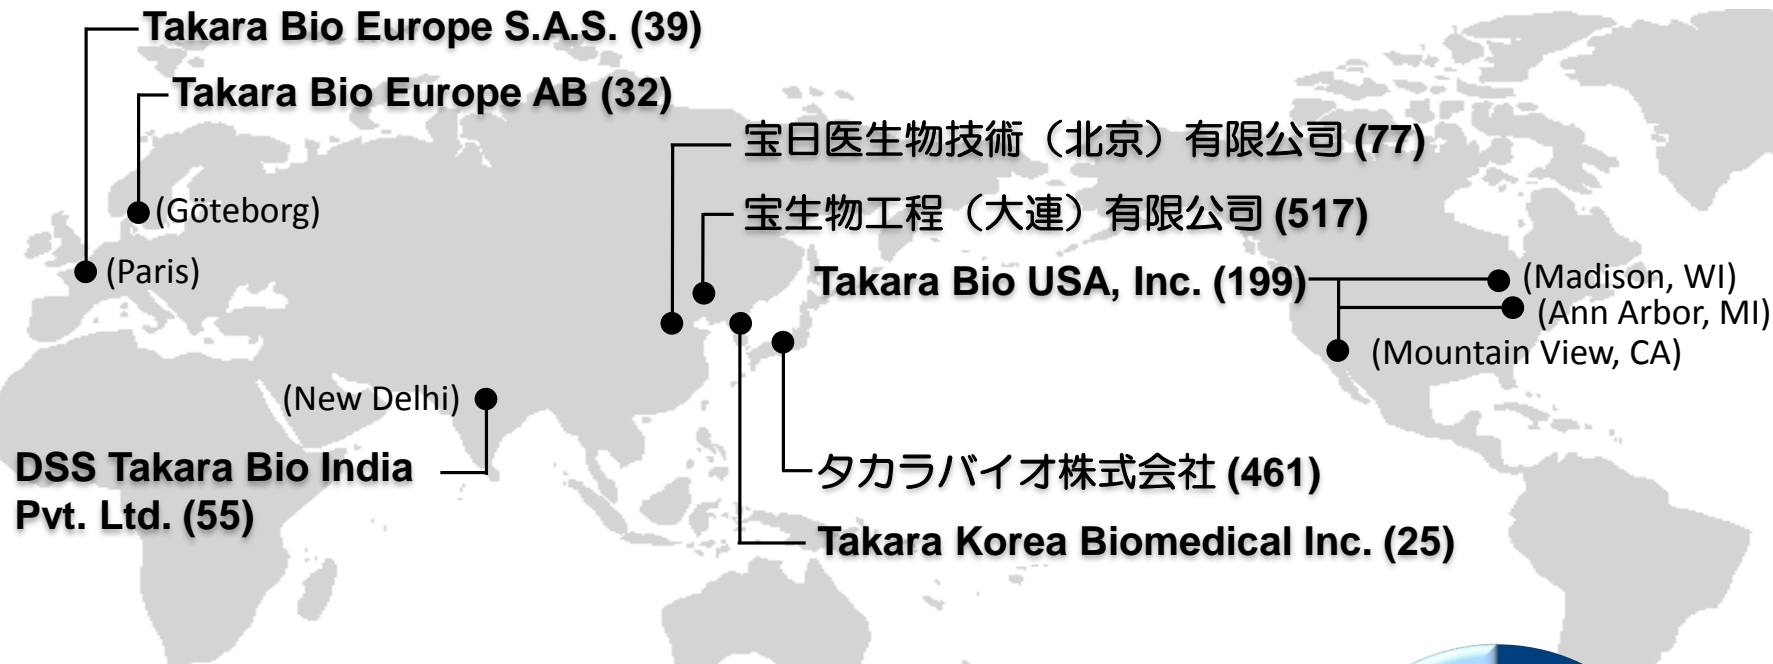 Takara Bio Europe S.A.S. (39)
Takara Bio Europe AB (32)
宝日医生物技術（北京）有限公司 (77)
宝生物工程（大連）有限公司 (517)
(Göteborg)
(Paris)
Takara Bio USA, Inc. (199)
(Madison, WI)
(Ann Arbor, MI)
(Mountain View, CA)
(New Delhi)
DSS Takara Bio India
Pvt. Ltd. (55)
タカラバイオ株式会社 (461)
Takara Korea Biomedical Inc. (25)